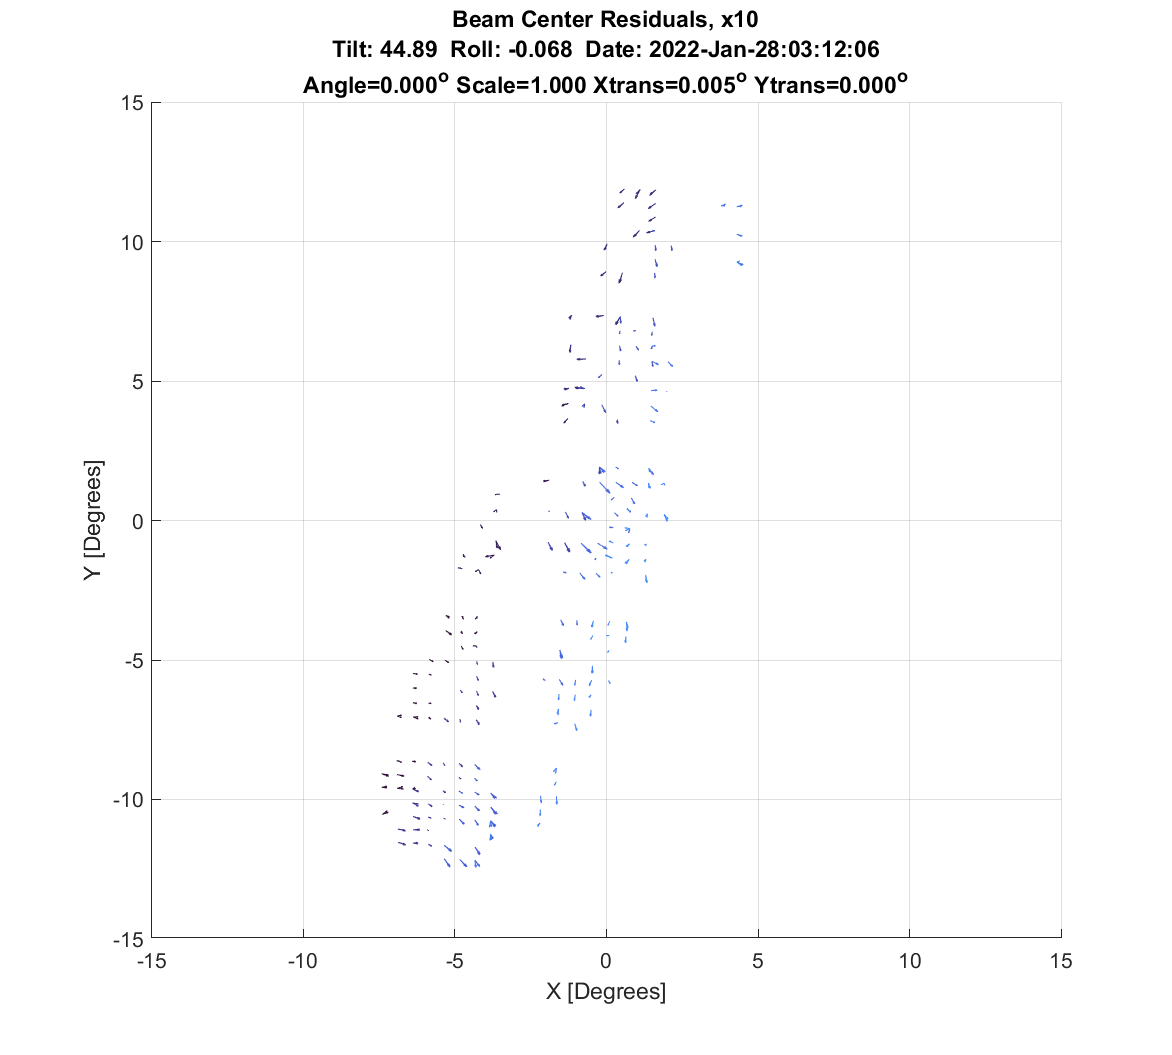 Beam Center Residuals, x10
Tilt: 44.89 Roll: -0.068 Date: 2022-Jan-28:03:12:06
Angle=0.000° Scale=1.000 Xtrans=0.005° Ytrans=0.000°
15
10
5
0
-5
-10
-15
Y [Degrees]
-15 -10 -5 0 5 10 15
X [Degrees]